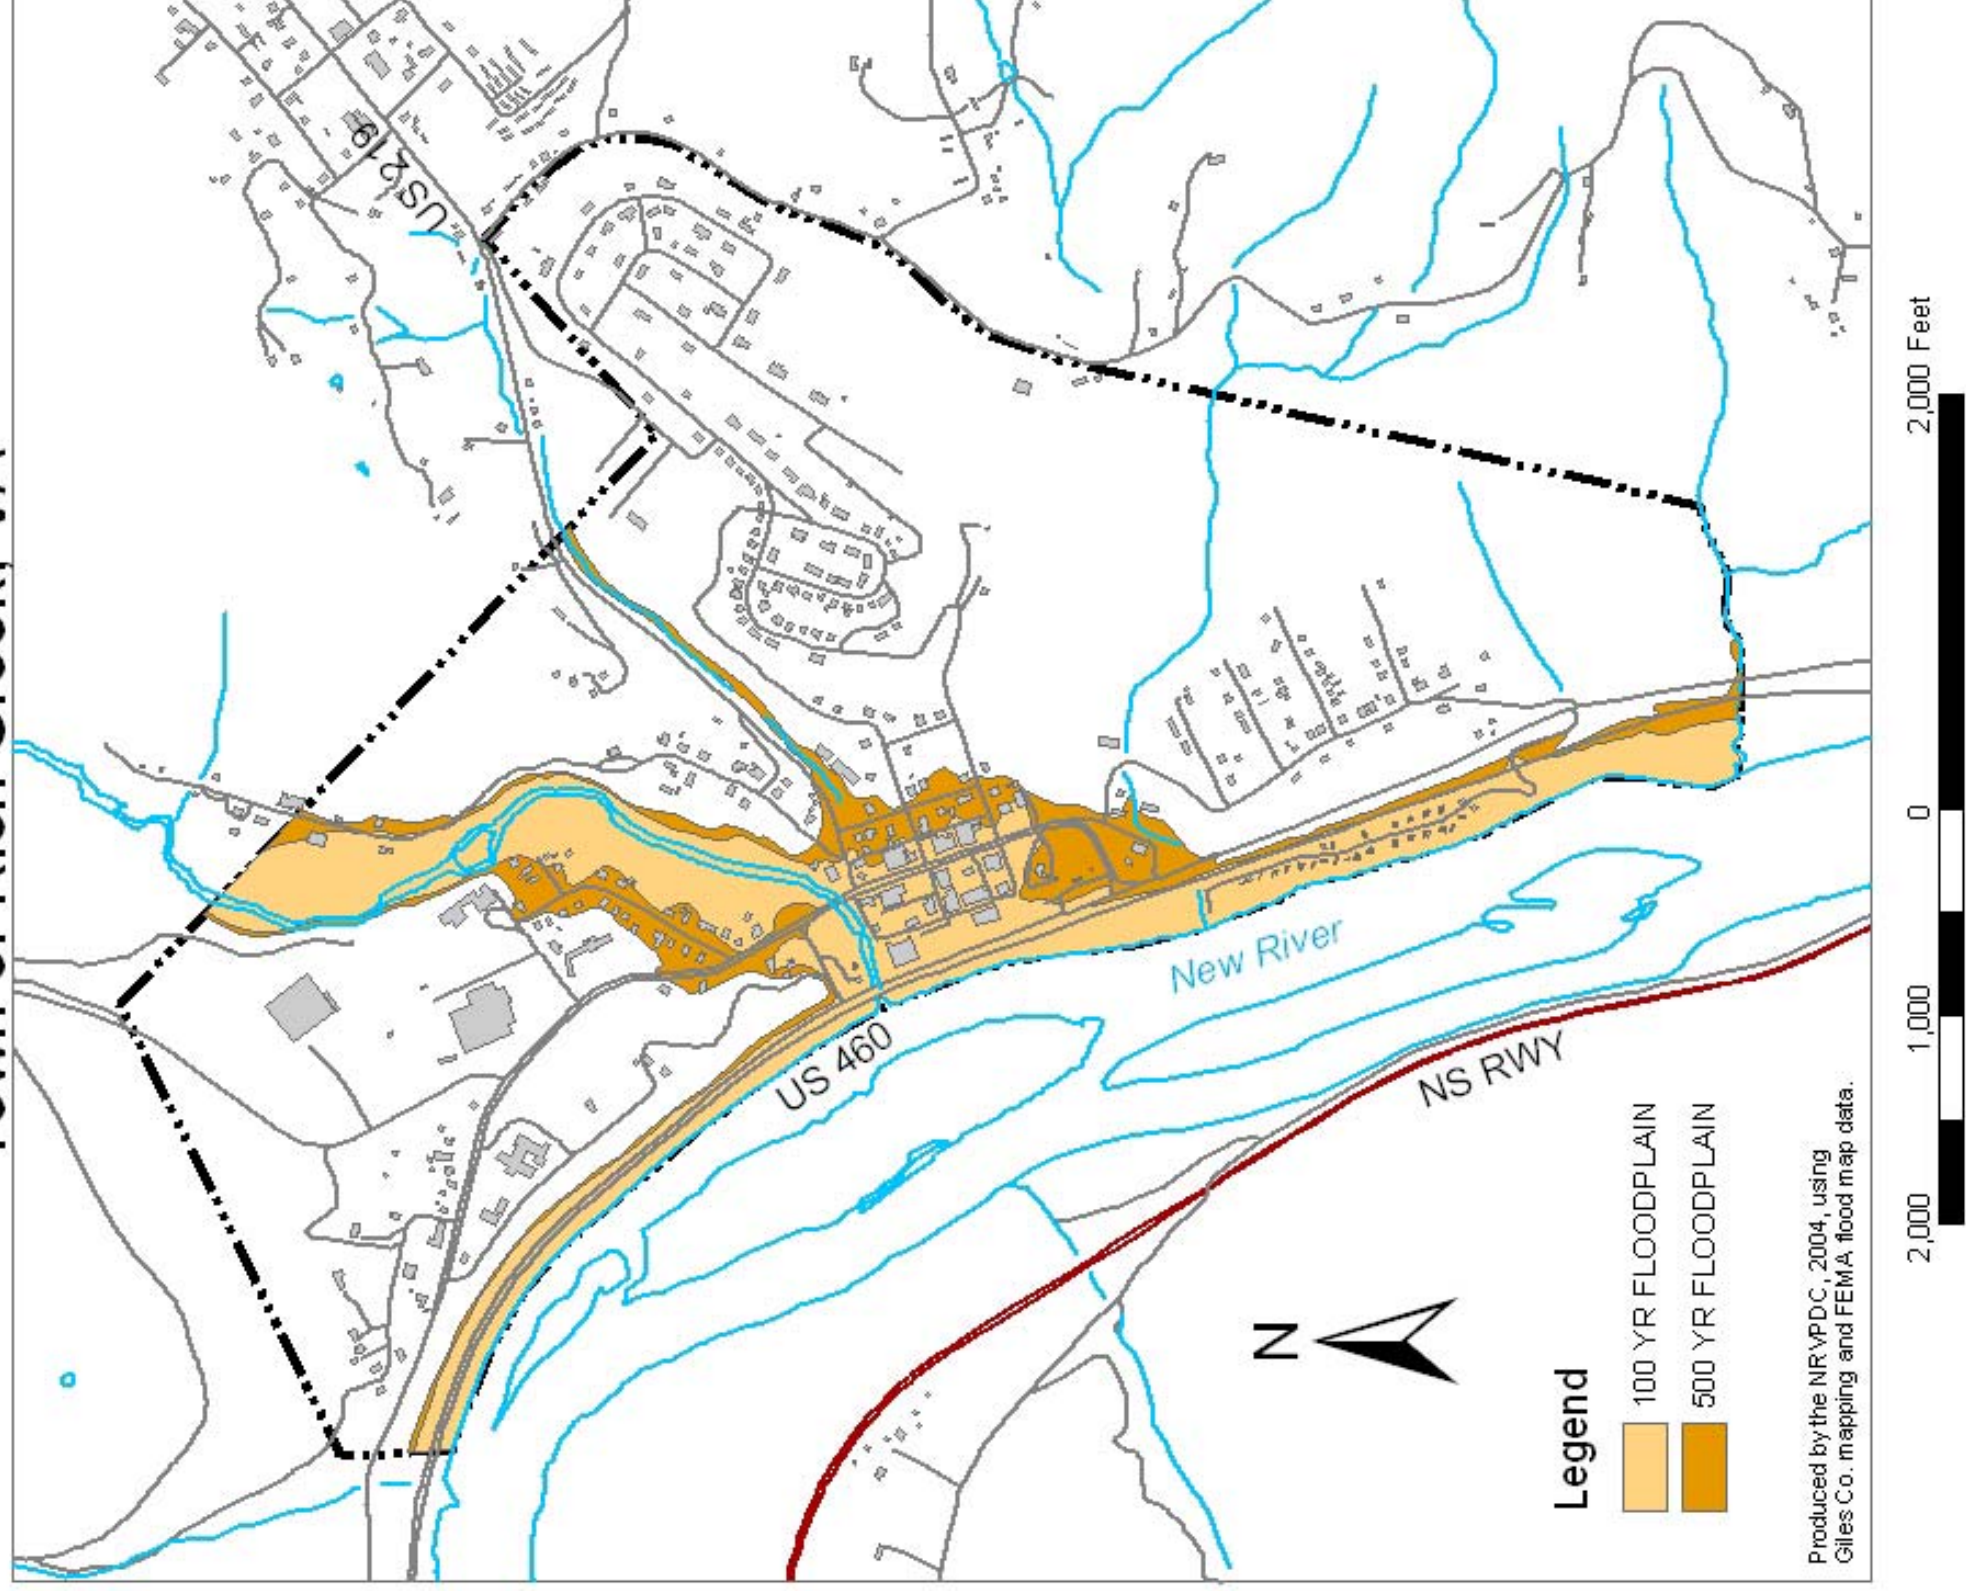 US 219
US 460
New River
NS RWY
N
Legend
100 YR FLOODPLAIN
500 YR FLOODPLAIN
Produced by the NRVPDC, 2004, using
Giles Co. mapping and FEMA flood map data.
2,000 1,000 0 2,000 Feet